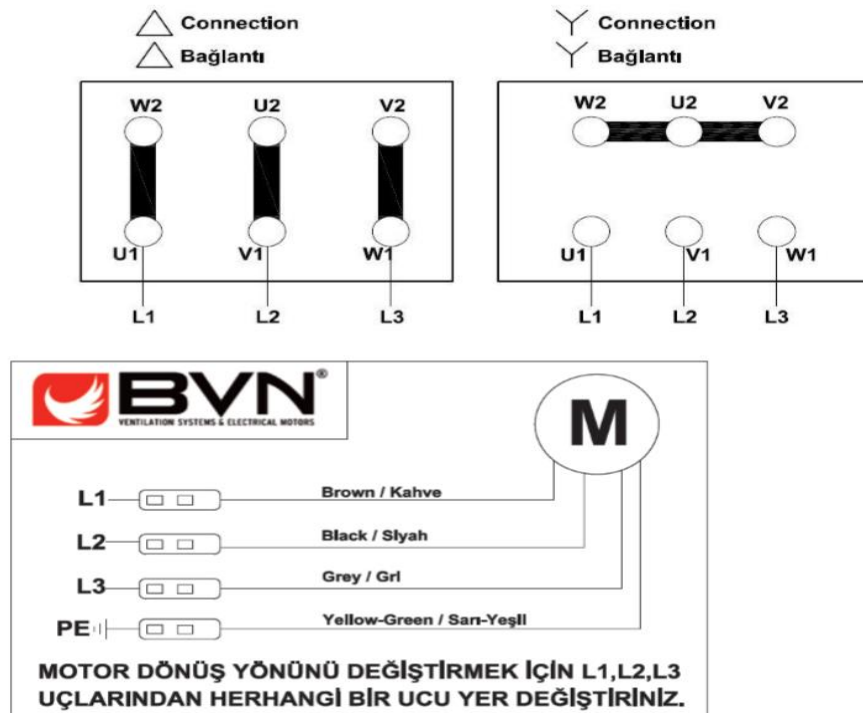 △ Connection
△ Bağlantı
W2 U2 V2
U1 V1 W1
L1 L2 L3
Y Connection
Y Bağlantı
W2 U2 V2
U1 V1 W1
L1 L2 L3
BVN®
VENTILATION SYSTEMS & ELECTRICAL MOTORS
M
L1 Brown / Kahve
L2 Black / Sİyah
L3 Grey / Grİ
PE Yellow-Green / Sarı-Yeşİl
MOTOR DÖNÜŞ YÖNÜNÜ DEĞİŞTİRMEK İÇİN L1,L2,L3
UÇLARINDAN HERHANGİ BİR UCU YER DEĞİŞTİRİNİZ.